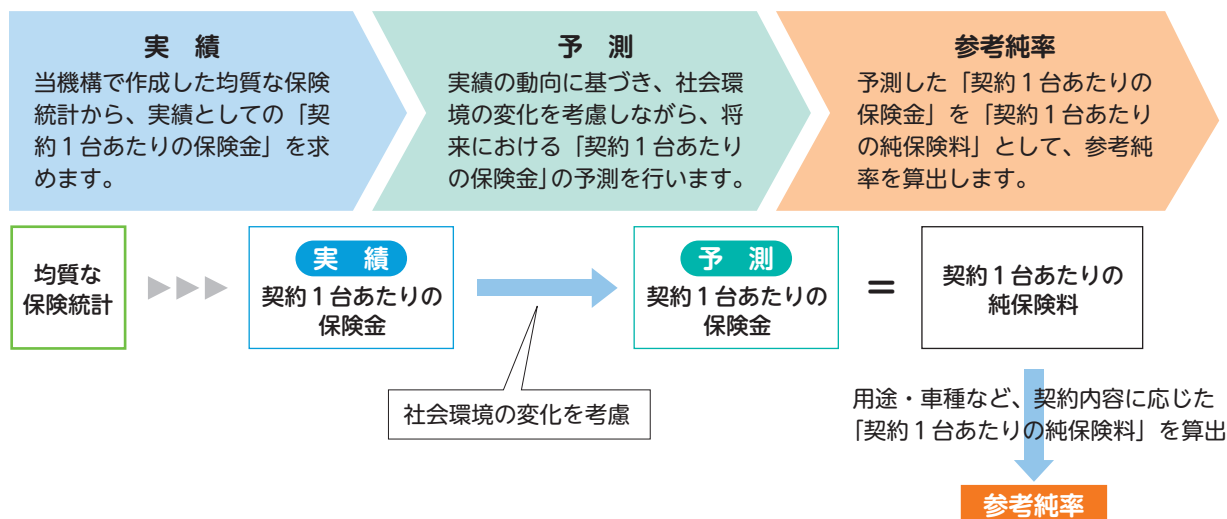 実　績
当機構で作成した均質な保険
統計から、実績としての「契
約１台あたりの保険金」を求
めます。
予　測
実績の動向に基づき、社会環
境の変化を考慮しながら、将
来における「契約１台あたり
の保険金」の予測を行います。
参考純率
予測した「契約１台あたりの
保険金」を「契約１台あたり
の純保険料」として、参考純
率を算出します。
均質な
保険統計
実　績
契約１台あたりの
保険金
予　測
契約１台あたりの
保険金
＝
契約１台あたりの
純保険料
社会環境の変化を考慮
用途・車種など、契約内容に応じた
「契約１台あたりの純保険料」を算出
参考純率